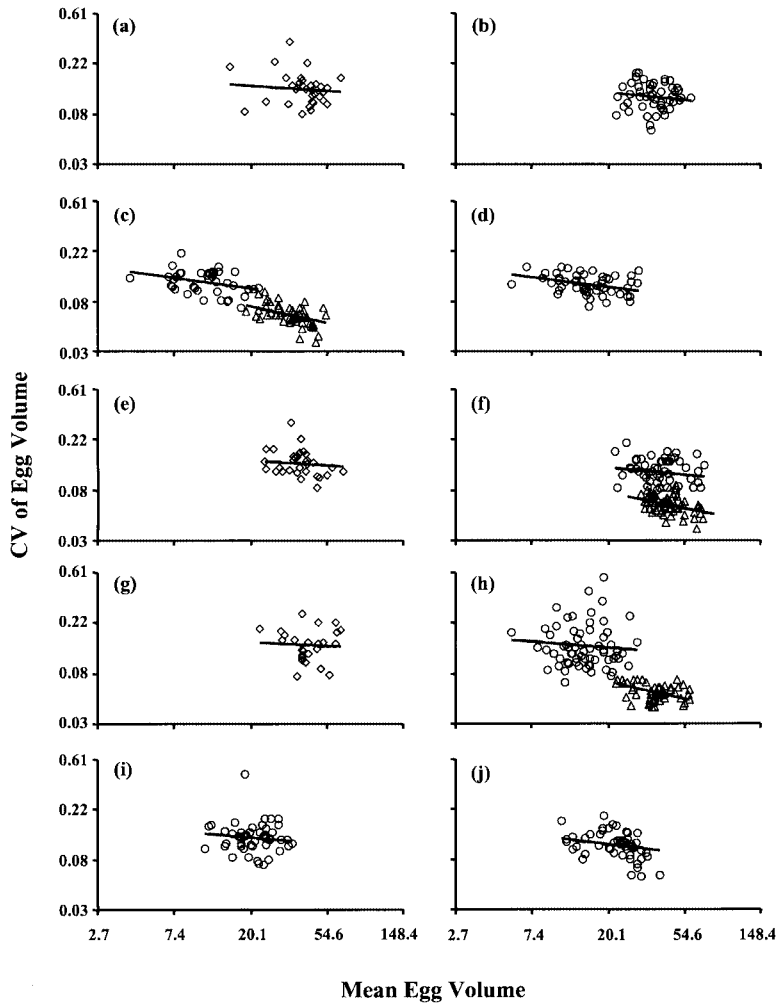 (a)
0.61
0.22
0.08
0.03
(b)
(c)
0.61
0.22
0.08
0.03
(d)
(e)
0.61
0.22
0.08
0.03
(f)
(g)
0.61
0.22
0.08
0.03
(h)
(i)
0.61
0.22
0.08
0.03
(j)
2.7 7.4 20.1 54.6 148.4
2.7 7.4 20.1 54.6 148.4
CV of Egg Volume
Mean Egg Volume